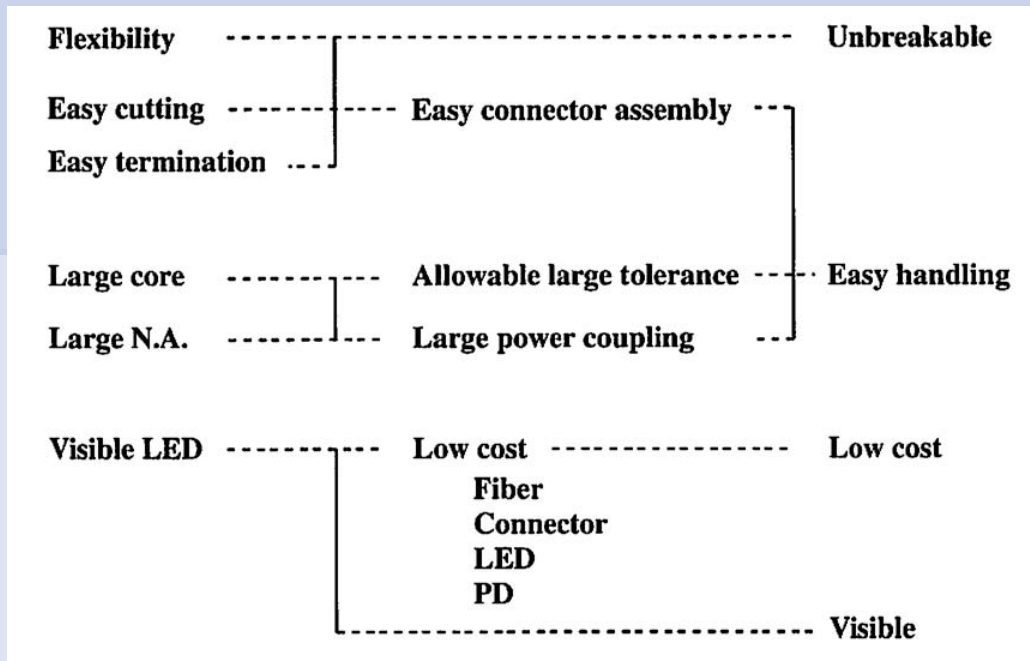 Flexibility Unbreakable
Easy cutting Easy connector assembly
Easy termination
Large core Allowable large tolerance Easy handling
Large N.A. Large power coupling
Visible LED Low cost Low cost
Fiber
Connector
LED
PD
Visible